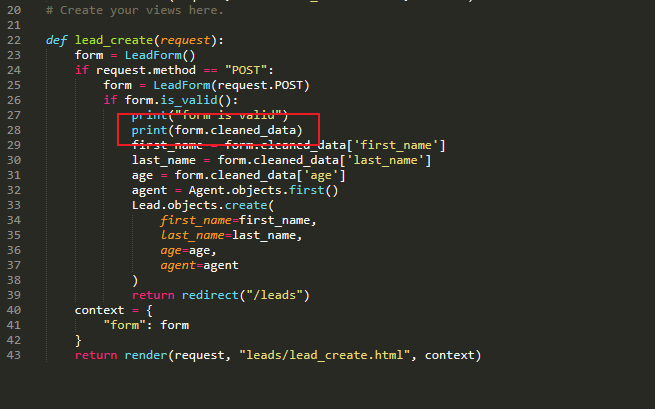 20 # Create your views here.
21
22 def lead_create(request):
23     form = LeadForm()
24     if request.method == "POST":
25         form = LeadForm(request.POST)
26         if form.is_valid():
27             print("form is valid")
28             print(form.cleaned_data)
29             first_name = form.cleaned_data['first_name']
30             last_name = form.cleaned_data['last_name']
31             age = form.cleaned_data['age']
32             agent = Agent.objects.first()
33             Lead.objects.create(
34                 first_name=first_name,
35                 last_name=last_name,
36                 age=age,
37                 agent=agent
38             )
39             return redirect("/leads")
40     context = {
41         "form": form
42     }
43     return render(request, "leads/lead_create.html", context)